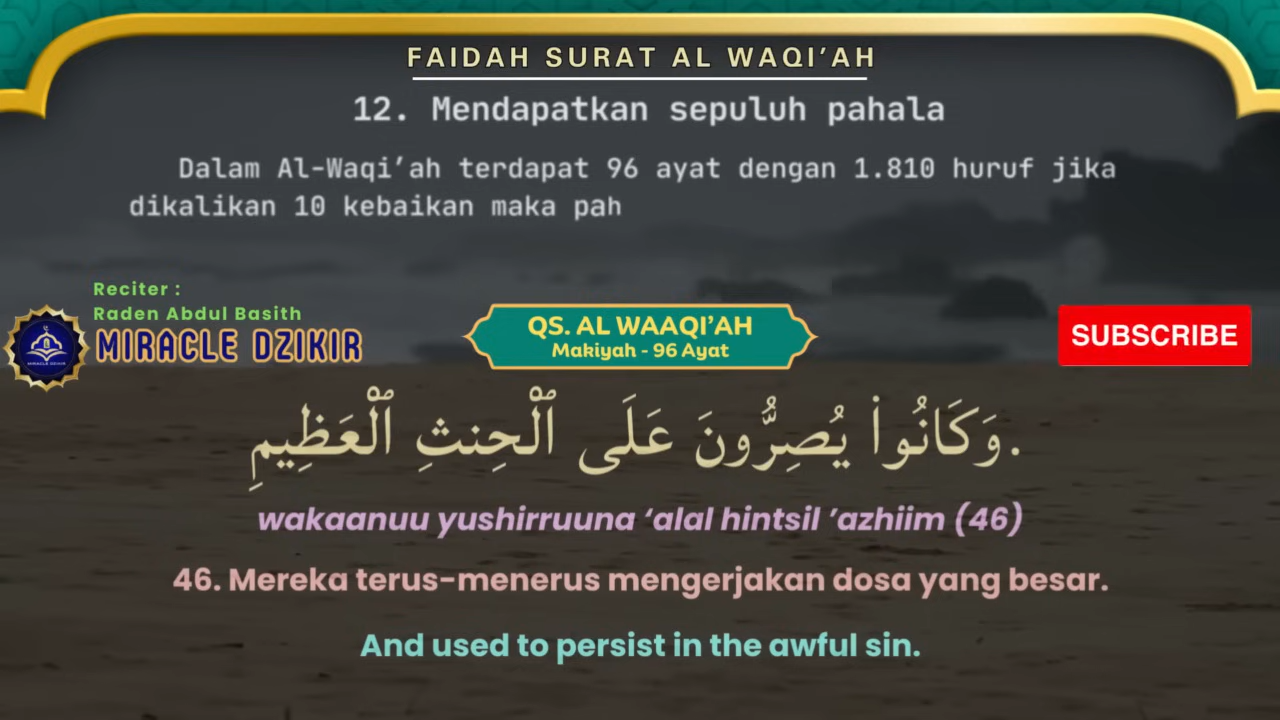 FAIDAH SURAT AL WAQI’AH
12. Mendapatkan sepuluh pahala
Dalam Al-Waqi’ah terdapat 96 ayat dengan 1.810 huruf jika
dikalikan 10 kebaikan maka pah
Reciter :
Raden Abdul Basith
MIRACLE DZIKIR
QS. AL WAAQI’AH
Makiyah - 96 Ayat
SUBSCRIBE
وَكَانُوا۟ يُصِرُّونَ عَلَى ٱلْحِنثِ ٱلْعَظِيمِ.
wakaanuu yushirruuna ‘alal hintsil ’azhiim (46)
46. Mereka terus-menerus mengerjakan dosa yang besar.
And used to persist in the awful sin.